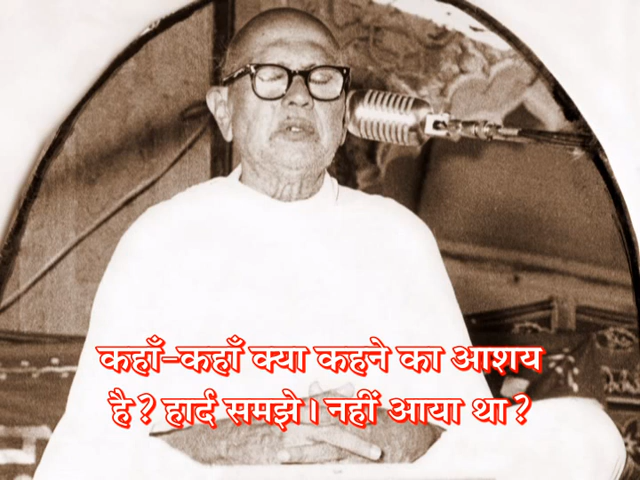 कहाँ-कहाँ क्या कहने का आशय
है? हार्द समझे। नहीं आया था?